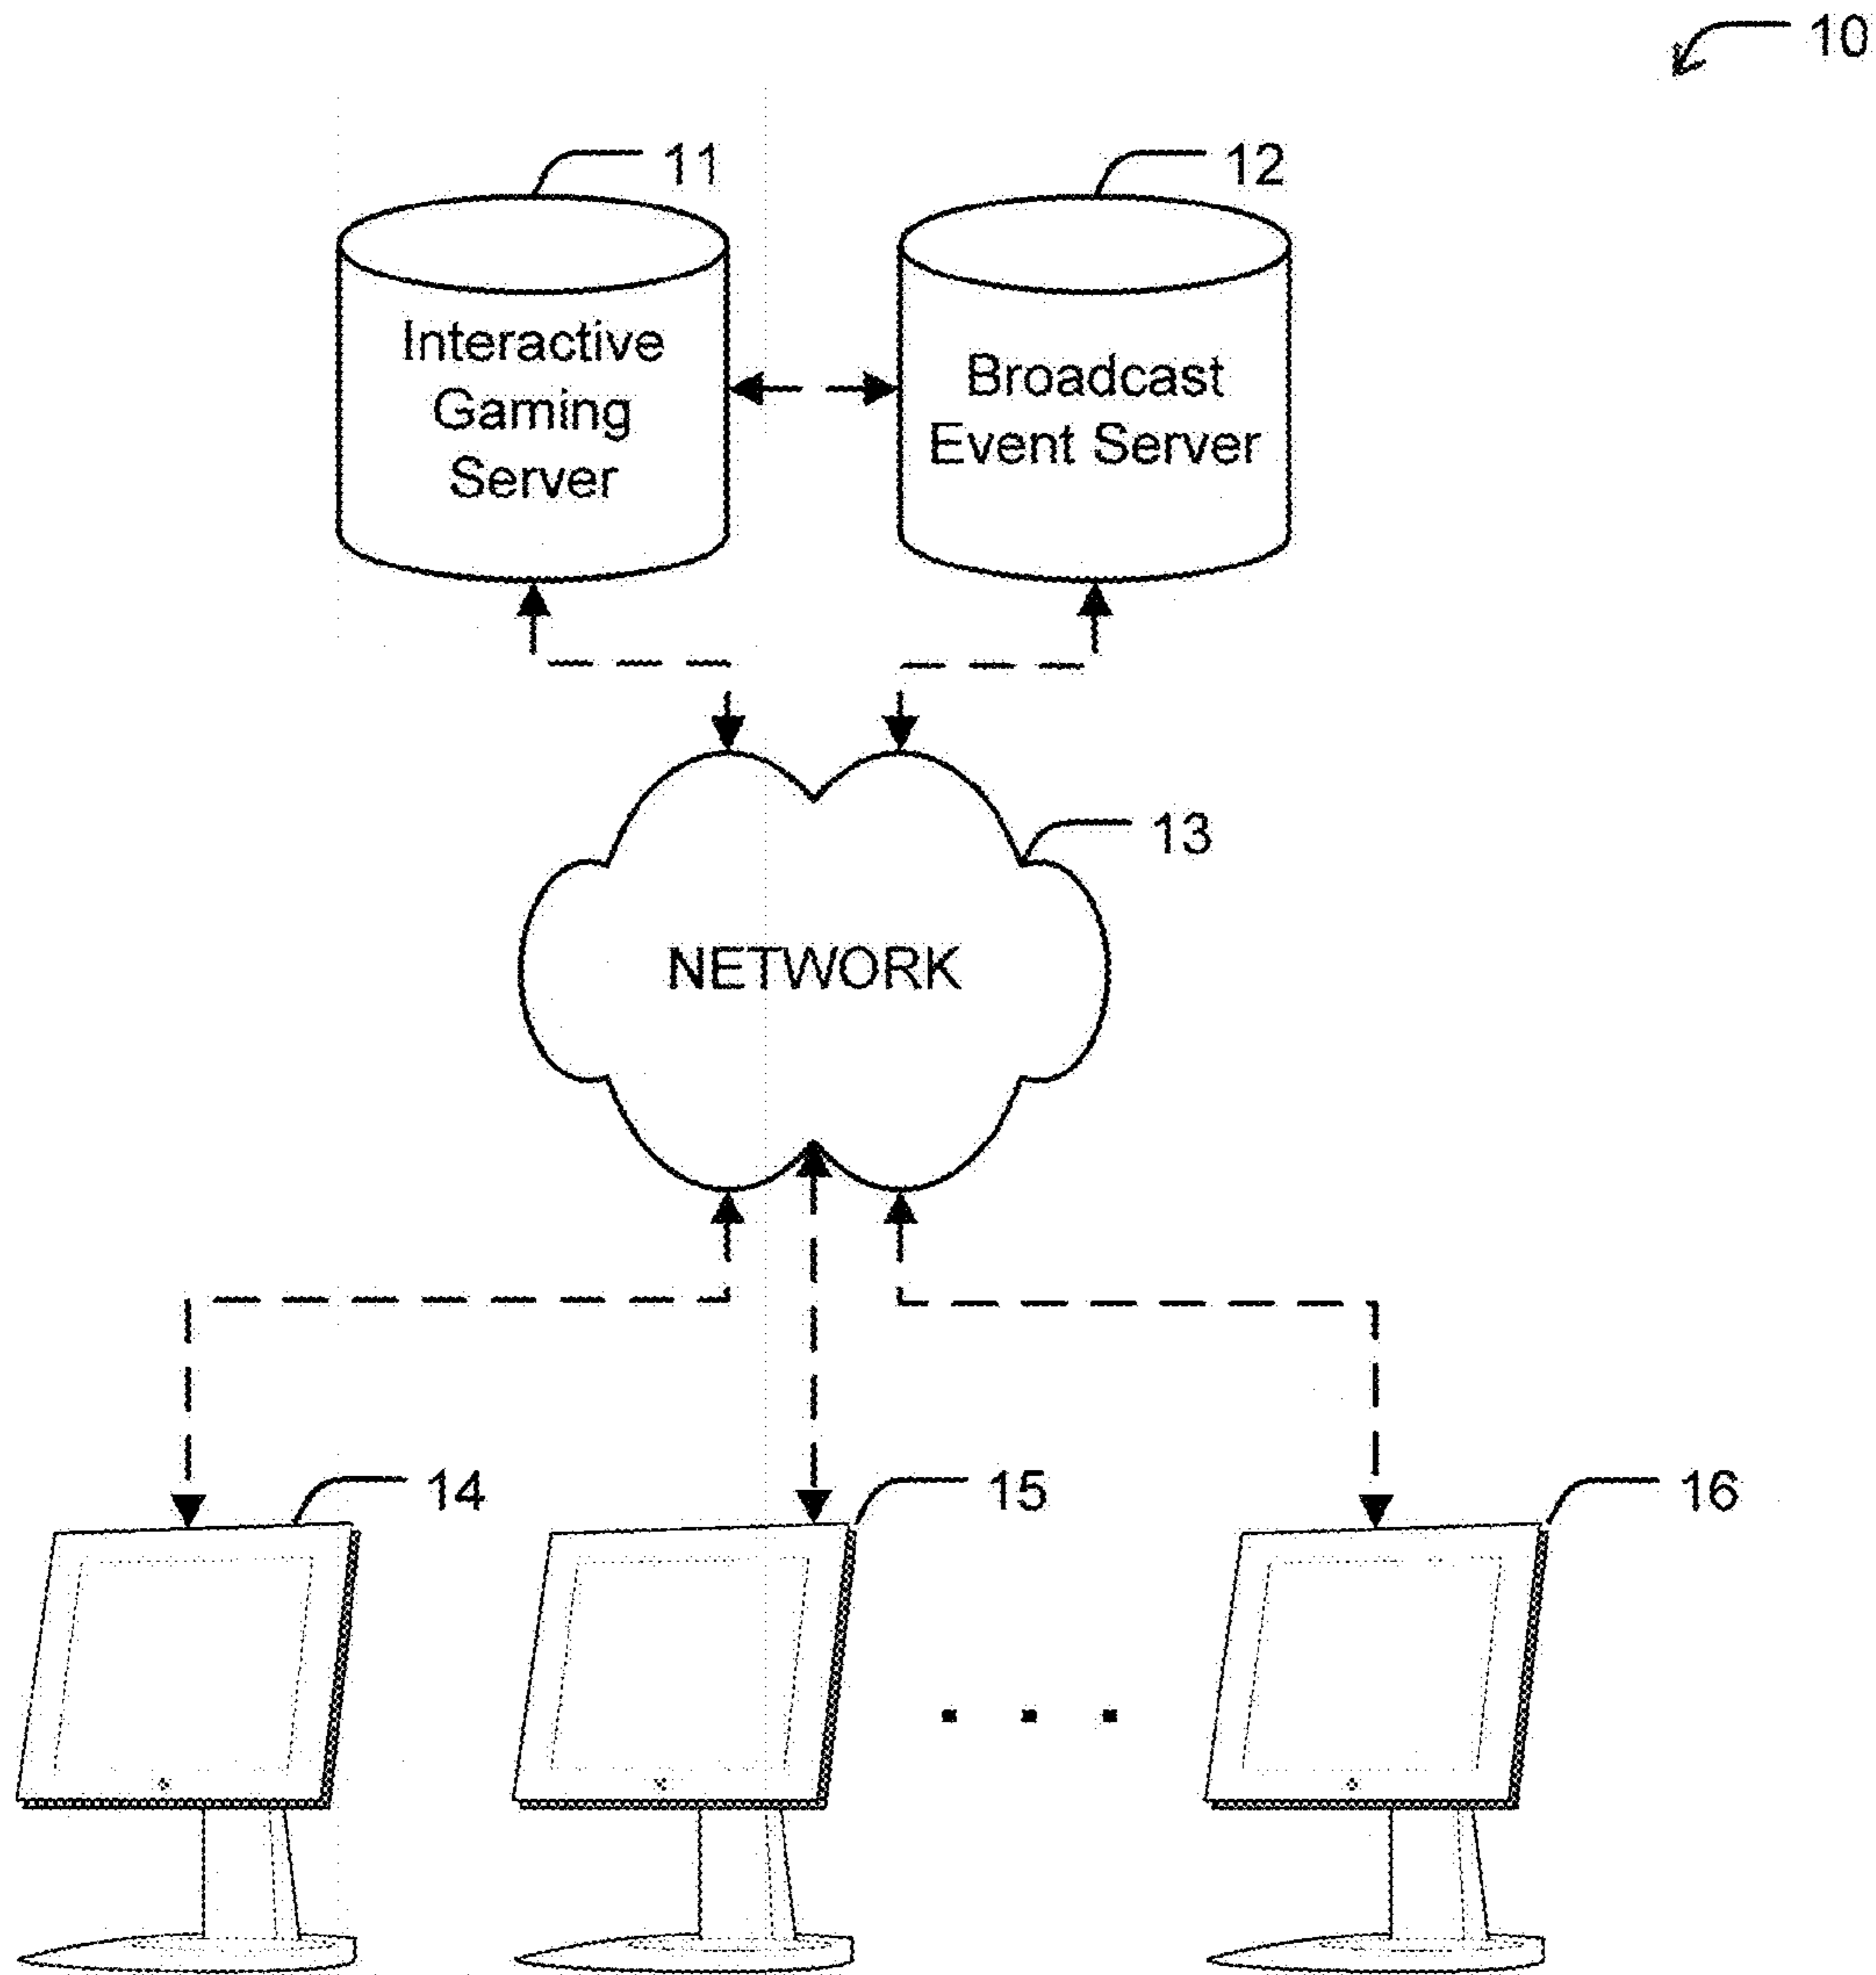 10
11
12
Interactive
Gaming
Server
Broadcast
Event Server
13
NETWORK
14
15
16